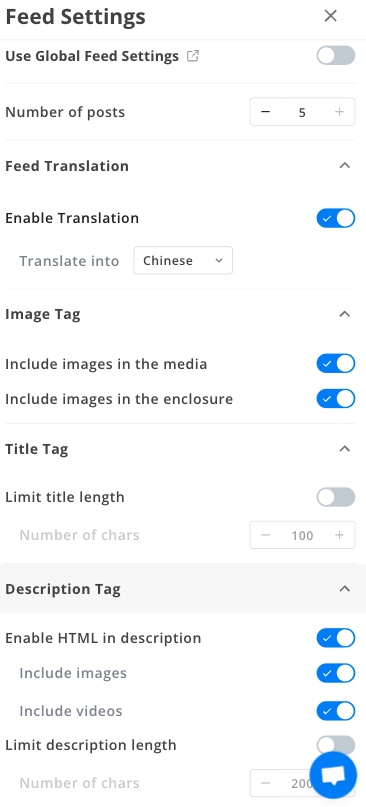 Feed Settings
Use Global Feed Settings
Number of posts
− 5 +
Feed Translation
Enable Translation
Translate into Chinese
Image Tag
Include images in the media
Include images in the enclosure
Title Tag
Limit title length
Number of chars
− 100 +
Description Tag
Enable HTML in description
Include images
Include videos
Limit description length
Number of chars
− 200